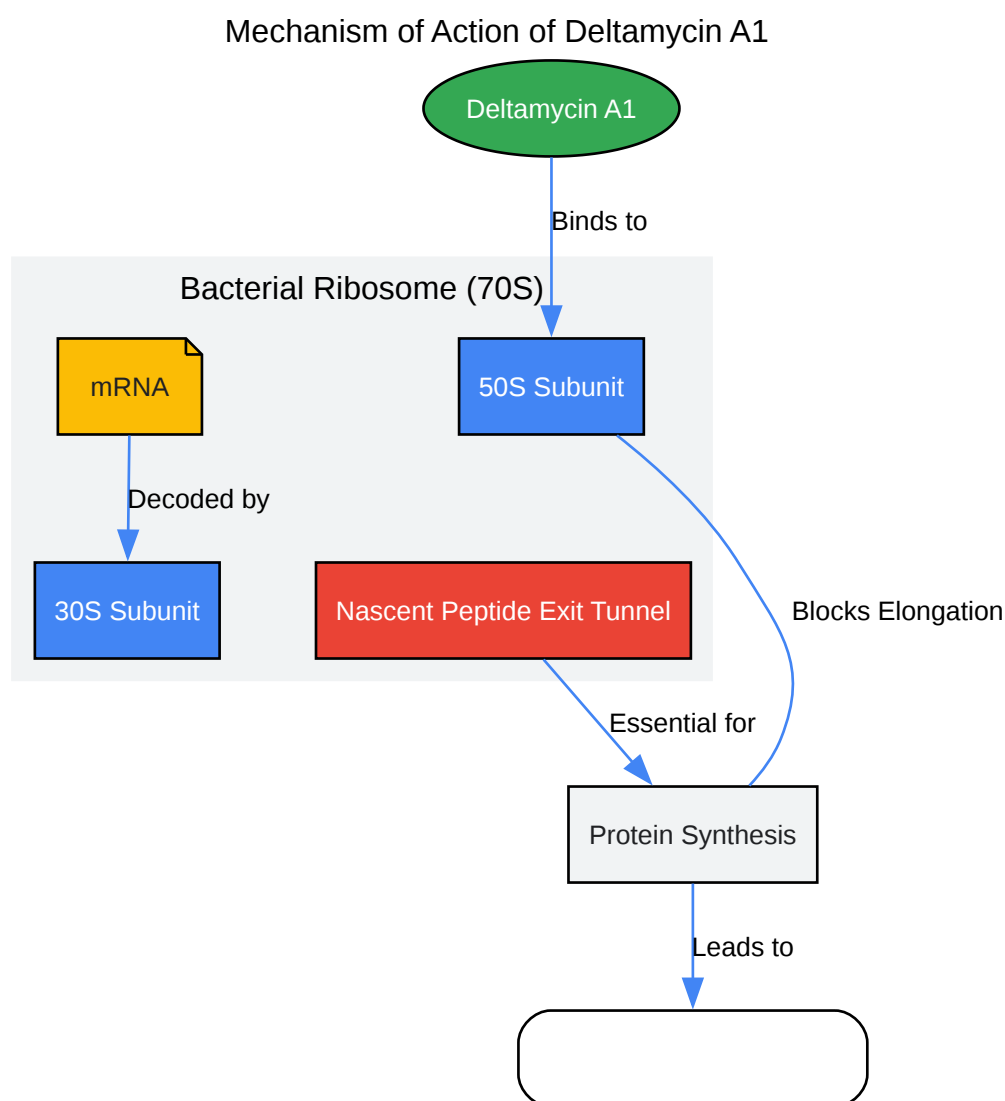 Mechanism of Action of Deltamycin A1
Deltamycin A1
Binds to
Bacterial Ribosome (70S)
mRNA
50S Subunit
Decoded by
30S Subunit
Nascent Peptide Exit Tunnel
Blocks Elongation
Essential for
Protein Synthesis
Leads to